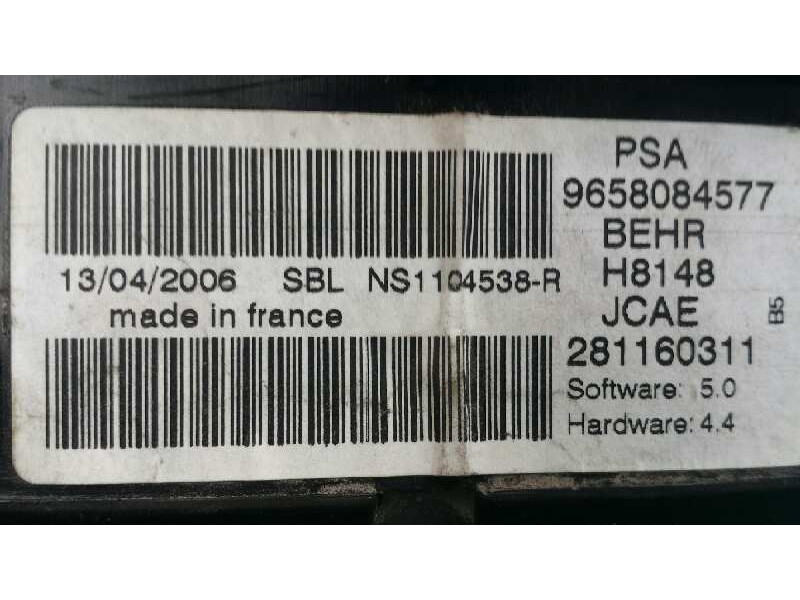 PSA
9658084577
BEHR
13/04/2006 SBL NS1104538-R
H8148
made in france
JCAE
B5
281160311
Software: 5.0
Hardware: 4.4